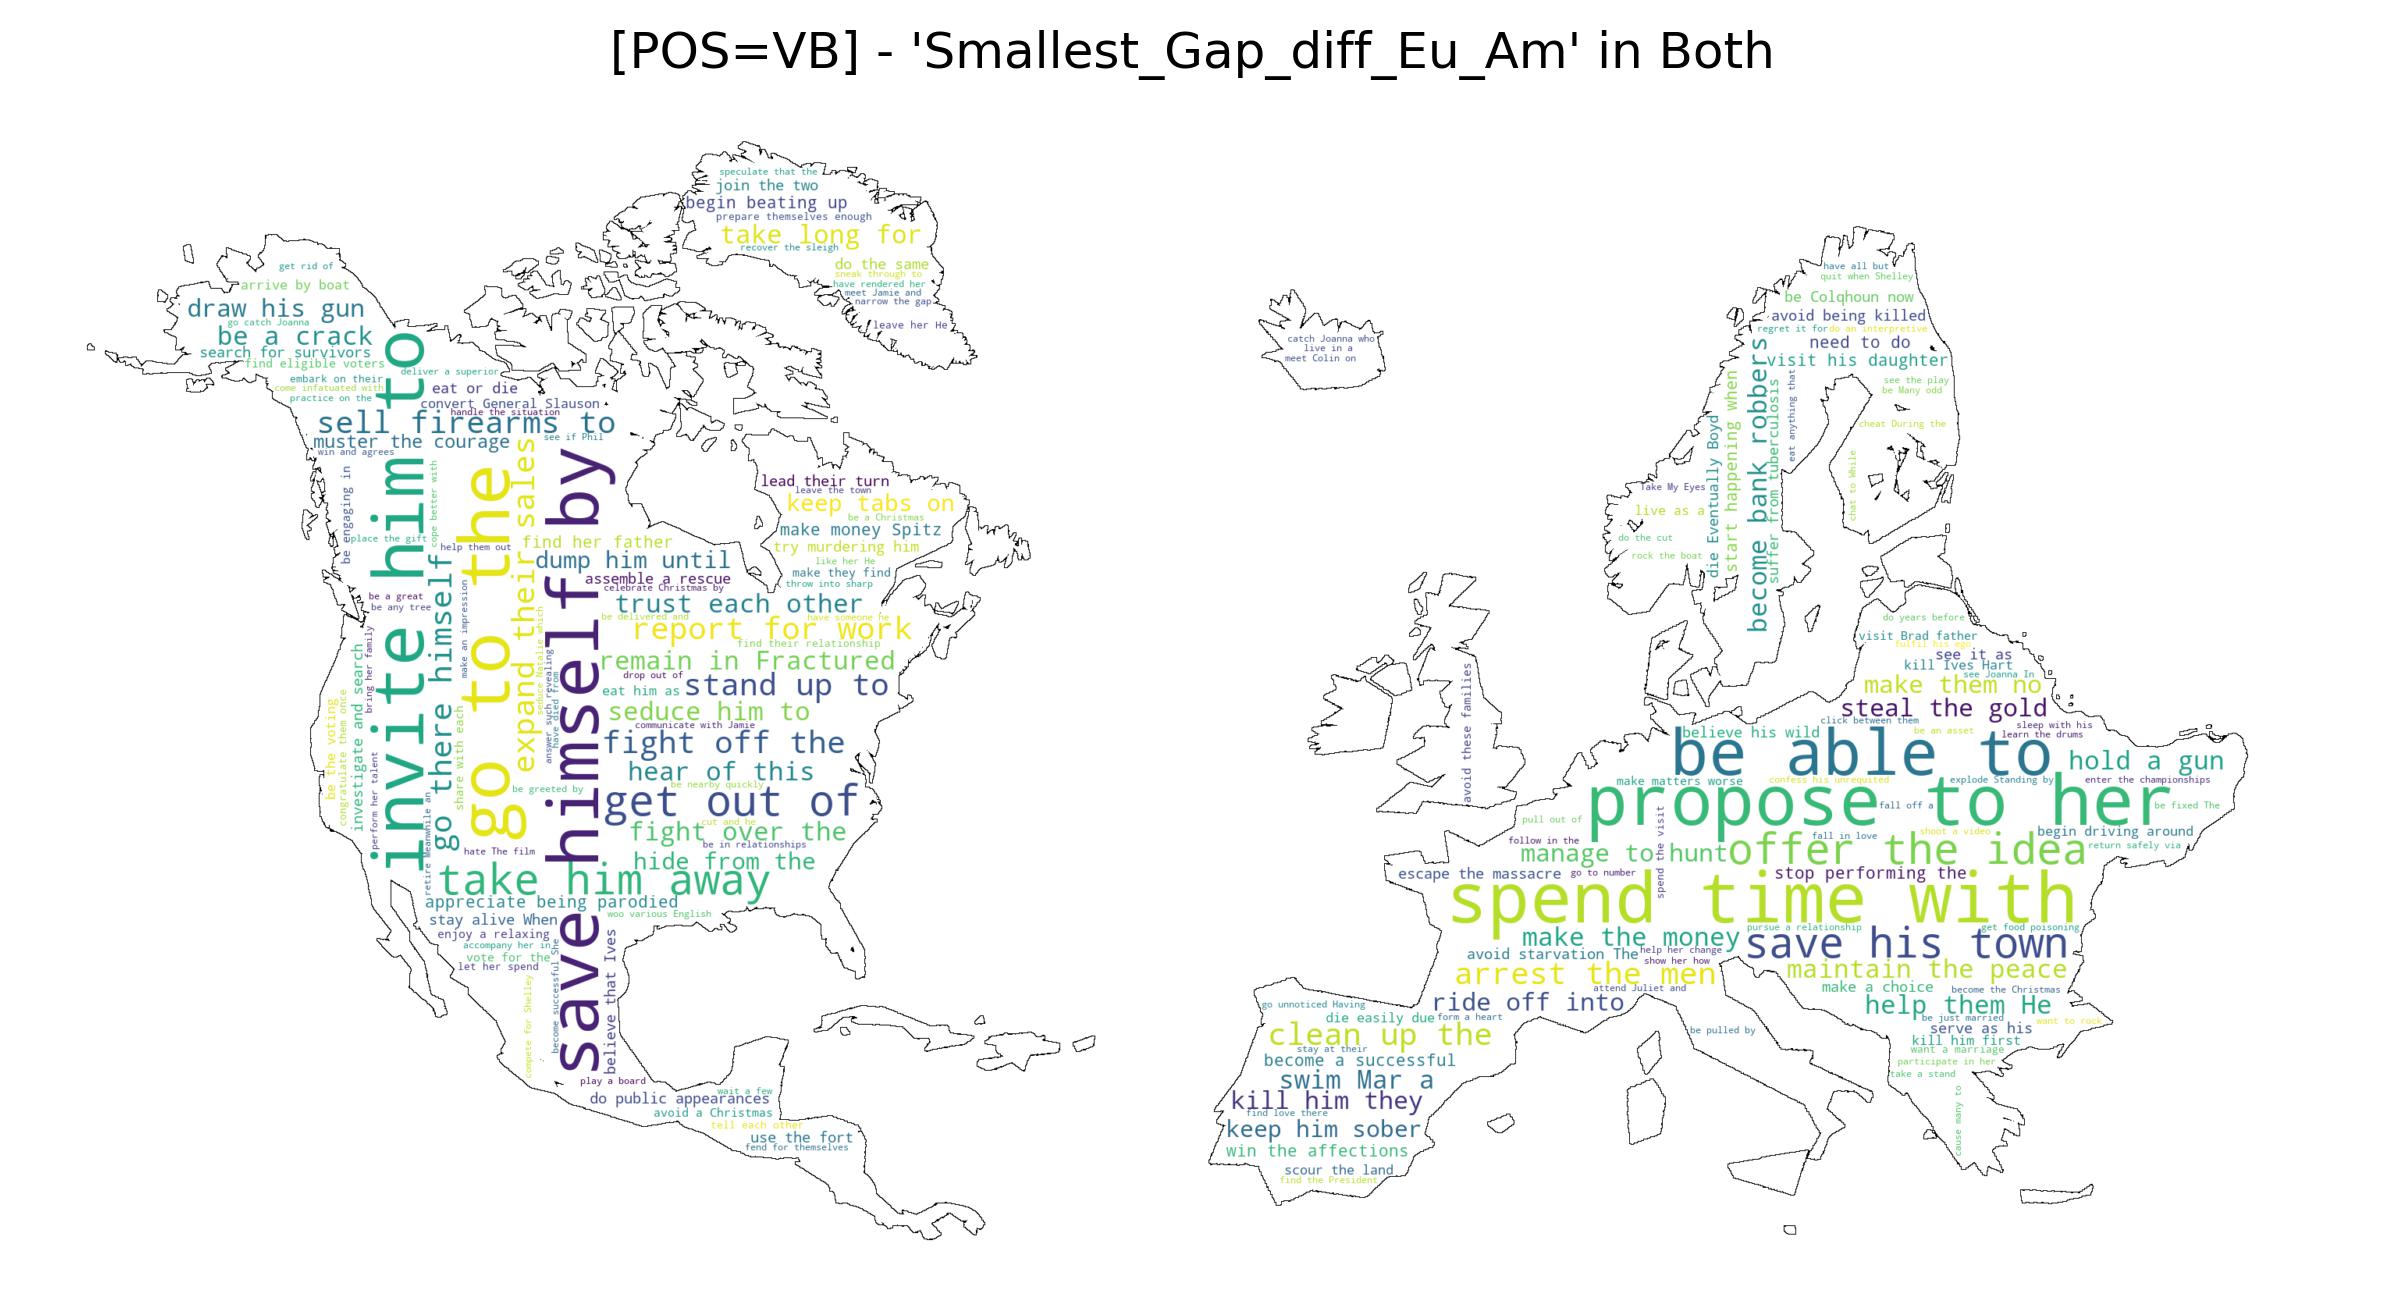 [POS=VB] - 'Smallest_Gap_diff_Eu_Am' in Both
speculate that the
join the two
begin beating up
prepare themselves enough
take long for
recover the sleigh
do the same
sneak through to
have rendered her
meet Jamie and
narrow the gap
leave her He
get rid of
arrive by boat
draw his gun
go catch Joanna
be a crack
search for survivors
find eligible voters
embark on their
come infatuated with
practice on the
deliver a superior
eat or die
convert General Slauson
handle the situation
sell firearms to
muster the courage
see if Phil
win and agrees
be engaging in
invite him to
cope better with
go to the
expand their sales
save himself by
place the gift
help them out
find her father
dump him until
assemble a rescue
celebrate Christmas by
lead their turn
leave the town
keep tabs on
be a Christmas
make money Spitz
try murdering him
like her He
make they find
throw into sharp
be a great
be any tree
go there himself
make an impression
seduce Natalie which
trust each other
be delivered and
have someone he
report for work
find their relationship
remain in Fractured
drop out of
eat him as
stand up to
seduce him to
communicate with Jamie
fight off the
hear of this
be nearby quickly
be greeted by
get out of
cut and he
fight over the
be in relationships
hide from the
hate The film
take him away
be the voting
congratulate them once
investigate and search
bring her family
perform her talent
share with each
answer such revealing
have died from
retire Meanwhile an
appreciate being parodied
stay alive When
woo various English
enjoy a relaxing
accompany her in
vote for the
let her spend
compete for Shelley
become successful She
believe that Ives
play a board
wait a few
do public appearances
avoid a Christmas
tell each other
use the fort
fend for themselves
catch Joanna who
live in a
meet Colin on
have all but
quit when Shelley
be Colqhoun now
avoid being killed
regret it for
do an interpretive
need to do
visit his daughter
see the play
be Many odd
cheat During the
chat to While
become bank robbers
suffer from tuberculosis
eat anything that
start happening when
die Eventually Boyd
Take My Eyes
live as a
do the cut
rock the boat
avoid these families
do years before
visit Brad father
fulfil his ego
see it as
kill Ives Hart
see Joanna In
make them no
steal the gold
click between them
sleep with his
believe his wild
be an asset
learn the drums
be able to
hold a gun
make matters worse
confess his unrequited
explode Standing by
enter the championships
propose to her
fall off a
be fixed The
pull out of
fall in love
shoot a video
begin driving around
follow in the
spend the visit
manage to hunt
offer the idea
return safely via
escape the massacre
go to number
stop performing the
spend time with
pursue a relationship
get food poisoning
make the money
save his town
avoid starvation The
help her change
show her how
arrest the men
maintain the peace
attend Juliet and
make a choice
become the Christmas
ride off into
help them He
go unnoticed Having
die easily due
form a heart
be pulled by
be just married
want to rock
clean up the
serve as his
kill him first
stay at their
want a marriage
become a successful
participate in her
take a stand
swim Mar a
kill him they
find love there
keep him sober
cause many to
win the affections
scour the land
find the President